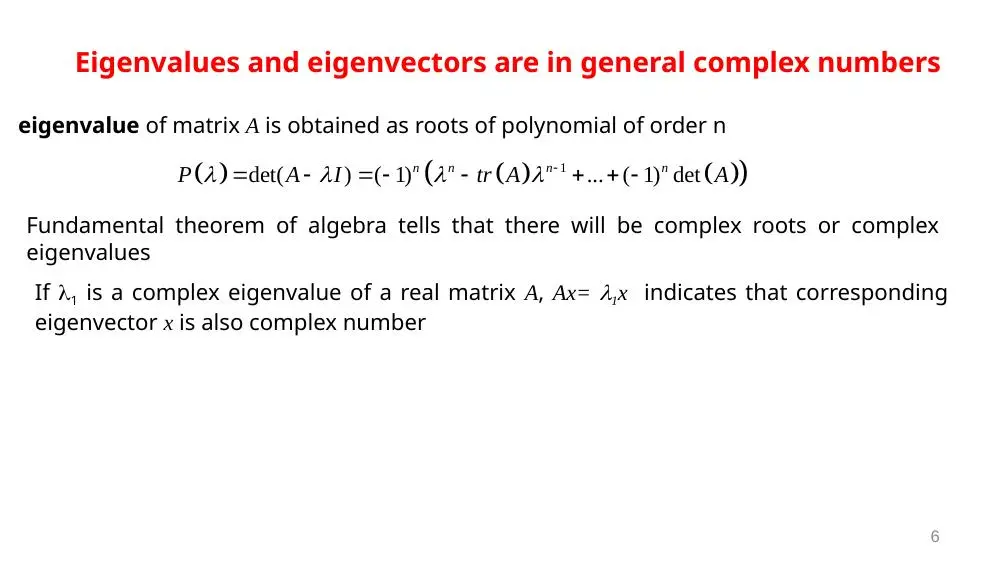 Eigenvalues and eigenvectors are in general complex numbers
eigenvalue of matrix A is obtained as roots of polynomial of order n
P(λ)=det(A- λI) =(- 1)ⁿ (λⁿ - tr(A)λⁿ⁻¹ +...+(- 1)ⁿ det(A))
Fundamental theorem of algebra tells that there will be complex roots or complex
eigenvalues
If λ₁ is a complex eigenvalue of a real matrix A, Ax= λ₁x indicates that corresponding
eigenvector x is also complex number
6